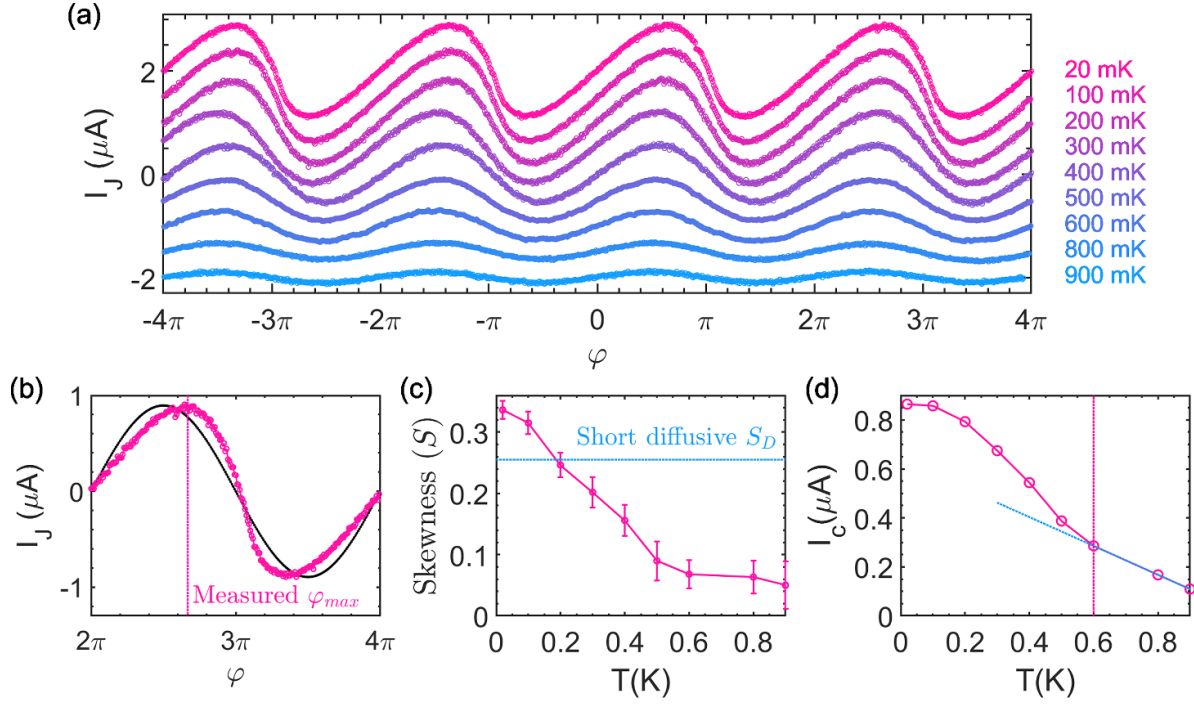 (a)
I_J (μA)
2
0
-2
-4π -3π -2π -π 0 π 2π 3π 4π
φ
20 mK
100 mK
200 mK
300 mK
400 mK
500 mK
600 mK
800 mK
900 mK
(b)
I_J (μA)
1
0
-1
Measured φ_max
2π 3π 4π
φ
(c)
Skewness (S)
0.3
0.2
0.1
0
Short diffusive S_D
0 0.2 0.4 0.6 0.8
T(K)
(d)
I_c(μA)
0.8
0.6
0.4
0.2
0.0
0 0.2 0.4 0.6 0.8
T(K)